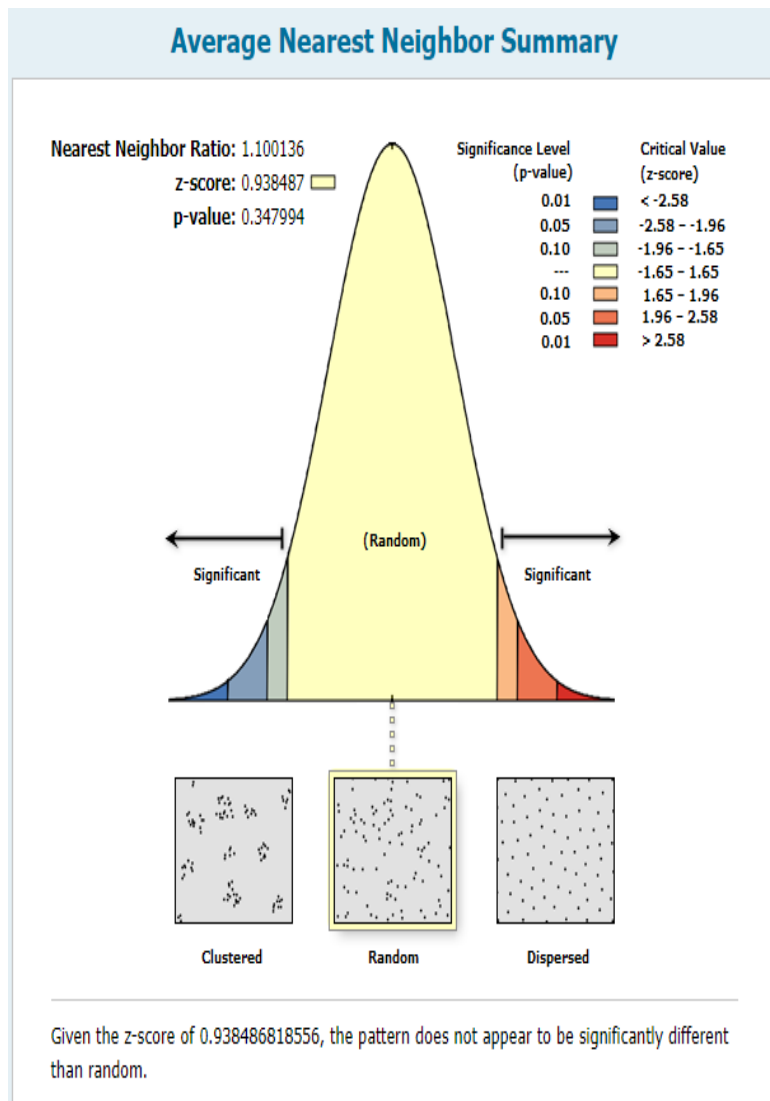 Average Nearest Neighbor Summary
Nearest Neighbor Ratio: 1.100136
z-score: 0.938487
p-value: 0.347994
Significance Level (p-value) Critical Value (z-score)
0.01 < -2.58
0.05 -2.58 – -1.96
0.10 -1.96 – -1.65
--- -1.65 – 1.65
0.10 1.65 – 1.96
0.05 1.96 – 2.58
0.01 > 2.58
(Random)
Significant Significant
Clustered Random Dispersed
Given the z-score of 0.938486818556, the pattern does not appear to be significantly different
than random.